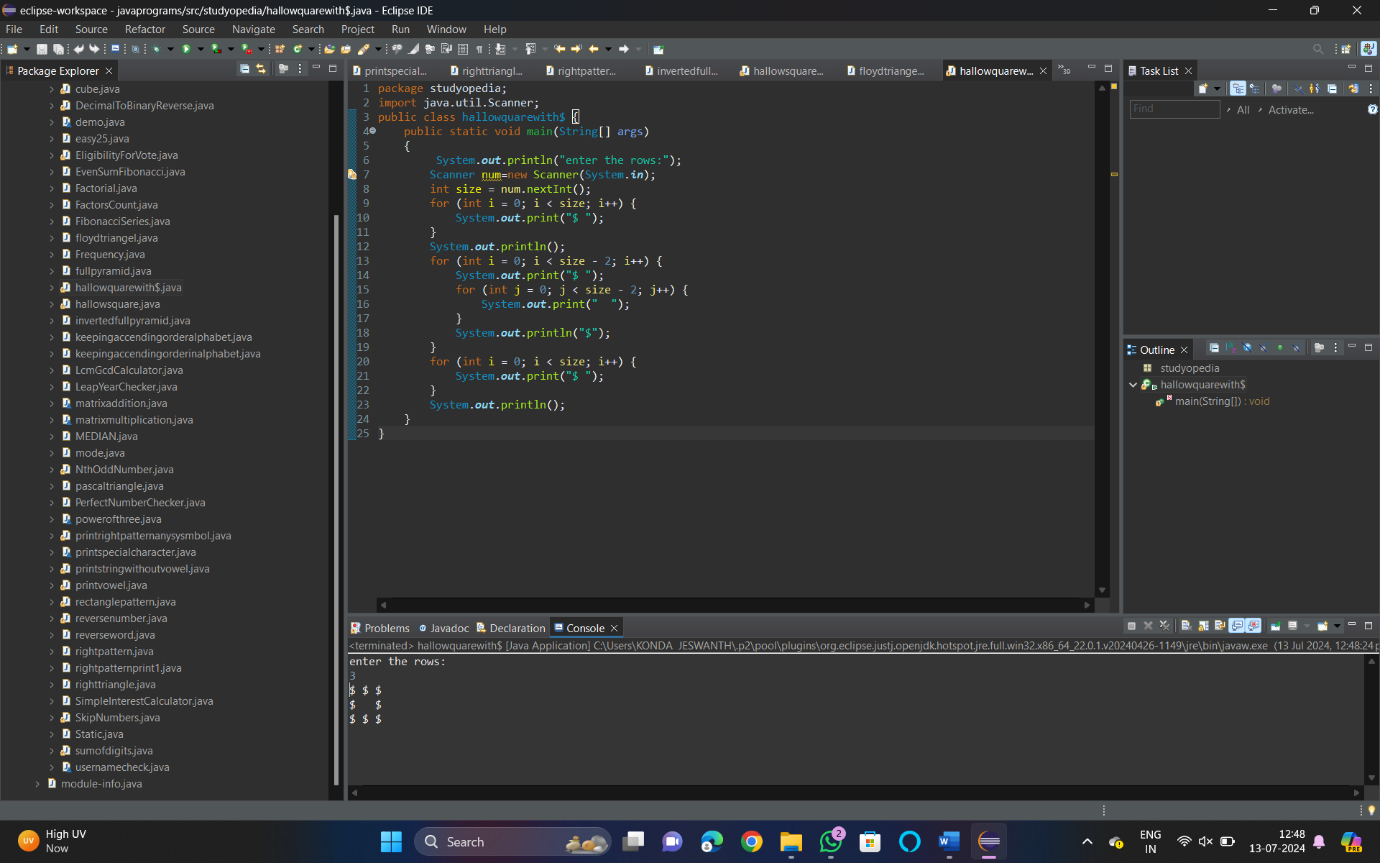 eclipse-workspace - javaprograms/src/studyopedia/hallowquarewith$.java - Eclipse IDE
File Edit Source Refactor Source Navigate Search Project Run Window Help
Package Explorer
cube.java
DecimalToBinaryReverse.java
demo.java
easy25.java
EligibilityForVote.java
EvenSumFibonacci.java
Factorial.java
FactorsCount.java
FibonacciSeries.java
floydtriangel.java
Frequency.java
fullpyramid.java
hallowquarewith$.java
hallowsquare.java
invertedfullpyramid.java
keepingaccendingorderalphabet.java
keepingaccendingorderinalphabet.java
LcmGcdCalculator.java
LeapYearChecker.java
matrixaddition.java
matrixmultiplication.java
MEDIAN.java
mode.java
NthOddNumber.java
pascaltriangle.java
PerfectNumberChecker.java
powerofthree.java
printrightpatternanysysmbol.java
printspecialcharacter.java
printstringwithoutvowel.java
printvowel.java
rectanglepattern.java
reversenumber.java
reverseword.java
rightpattern.java
rightpatternprint1.java
righttriangle.java
SimpleInterestCalculator.java
SkipNumbers.java
Static.java
sumofdigits.java
usernamecheck.java
module-info.java
printspecial... righttriangl... rightpatter... invertedfull... hallowsquare... floydtriange... hallowquarew... »39
1 package studyopedia;
2 import java.util.Scanner;
3 public class hallowquarewith$ {
4 public static void main(String[] args)
5 {
6 System.out.println("enter the rows:");
7 Scanner num=new Scanner(System.in);
8 int size = num.nextInt();
9 for (int i = 0; i < size; i++) {
10 System.out.print("$ ");
11 }
12 System.out.println();
13 for (int i = 0; i < size - 2; i++) {
14 System.out.print("$ ");
15 for (int j = 0; j < size - 2; j++) {
16 System.out.print("  ");
17 }
18 System.out.println("$");
19 }
20 for (int i = 0; i < size; i++) {
21 System.out.print("$ ");
22 }
23 System.out.println();
24 }
25 }
Task List
Find All Activate...
Outline
studyopedia
hallowquarewith$
main(String[]) : void
Problems Javadoc Declaration Console
<terminated> hallowquarewith$ [Java Application] C:\Users\KONDA JESWANTH\.p2\pool\plugins\org.eclipse.justj.openjdk.hotspot.jre.full.win32.x86_64_22.0.1.v20240426-1149\jre\bin\javaw.exe (13 Jul 2024, 12:48:24 p
enter the rows:
3
$ $ $
$   $
$ $ $
UV
High UV
Now
Search
2
ENG
IN
12:48
13-07-2024
PRE